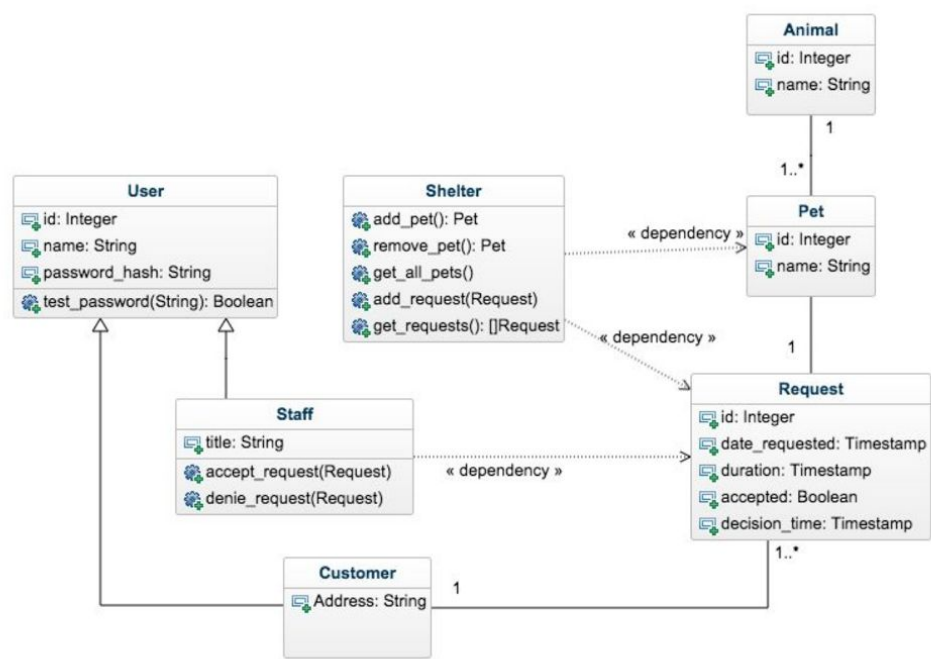 Animal
id: Integer
name: String
1
1..*
User
id: Integer
name: String
password_hash: String
test_password(String): Boolean
Shelter
add_pet(): Pet
remove_pet(): Pet
get_all_pets()
add_request(Request)
get_requests(): []Request
« dependency »
Pet
id: Integer
name: String
« dependency »
1
Staff
title: String
accept_request(Request)
denie_request(Request)
« dependency »
Request
id: Integer
date_requested: Timestamp
duration: Timestamp
accepted: Boolean
decision_time: Timestamp
1..*
Customer
Address: String
1